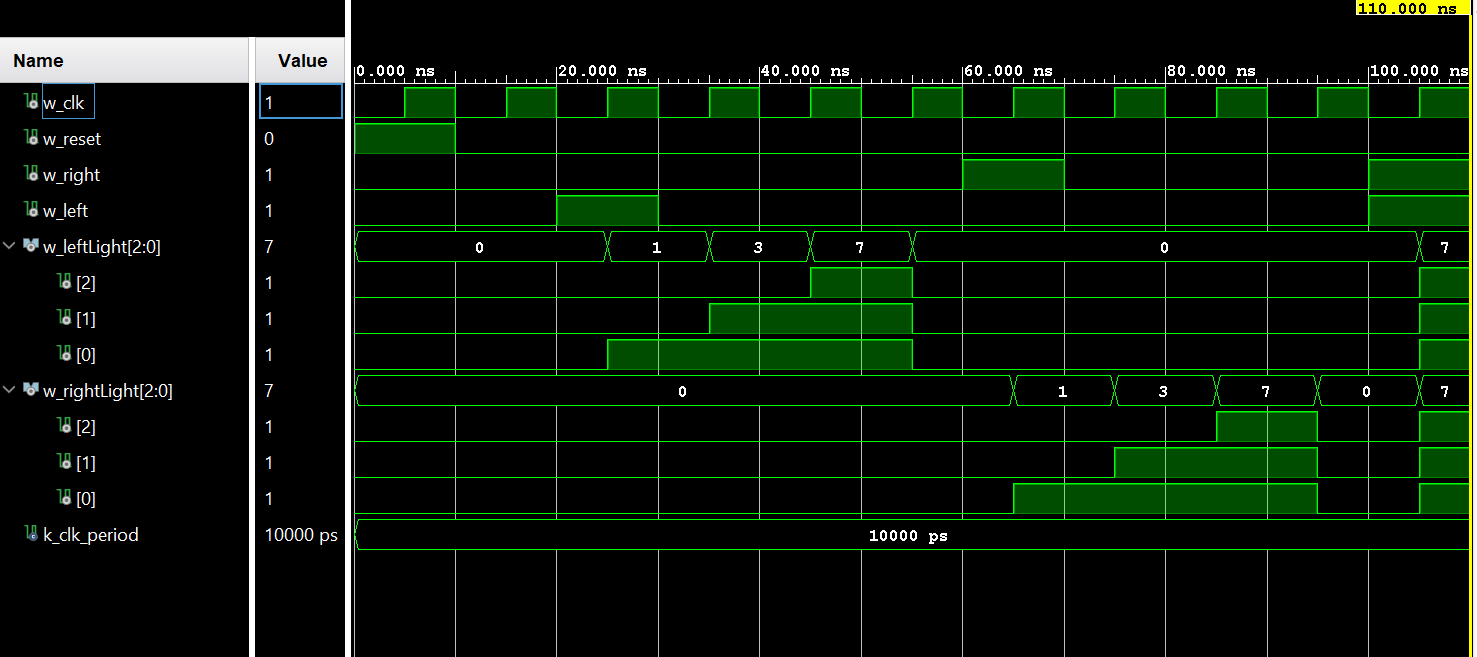 110.000 ns
Name Value
0.000 ns 20.000 ns 40.000 ns 60.000 ns 80.000 ns 100.000 ns
w_clk 1
w_reset 0
w_right 1
w_left 1
w_leftLight[2:0] 7 0 1 3 7 0 7
[2] 1
[1] 1
[0] 1
w_rightLight[2:0] 7 0 1 3 7 0 7
[2] 1
[1] 1
[0] 1
k_clk_period 10000 ps 10000 ps